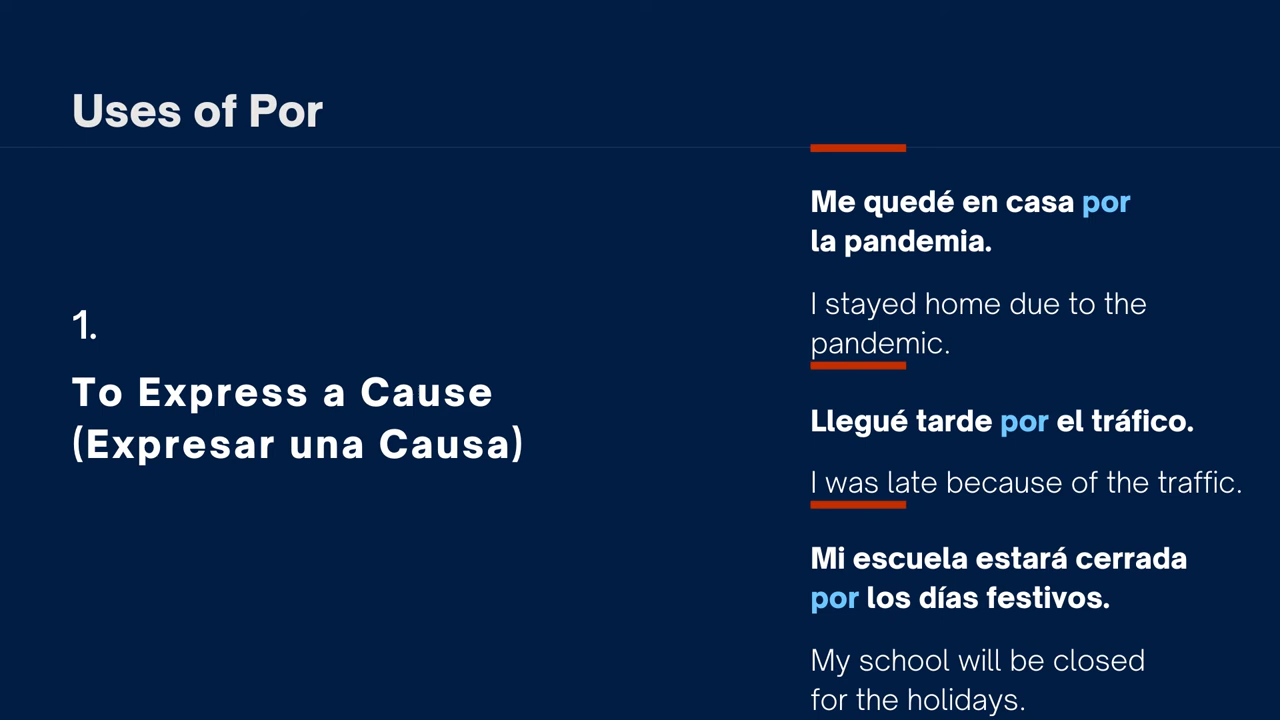 Uses of Por
1.
To Express a Cause
(Expresar una Causa)
Me quedé en casa por
la pandemia.
I stayed home due to the
pandemic.
Llegué tarde por el tráfico.
I was late because of the traffic.
Mi escuela estará cerrada
por los días festivos.
My school will be closed
for the holidays.